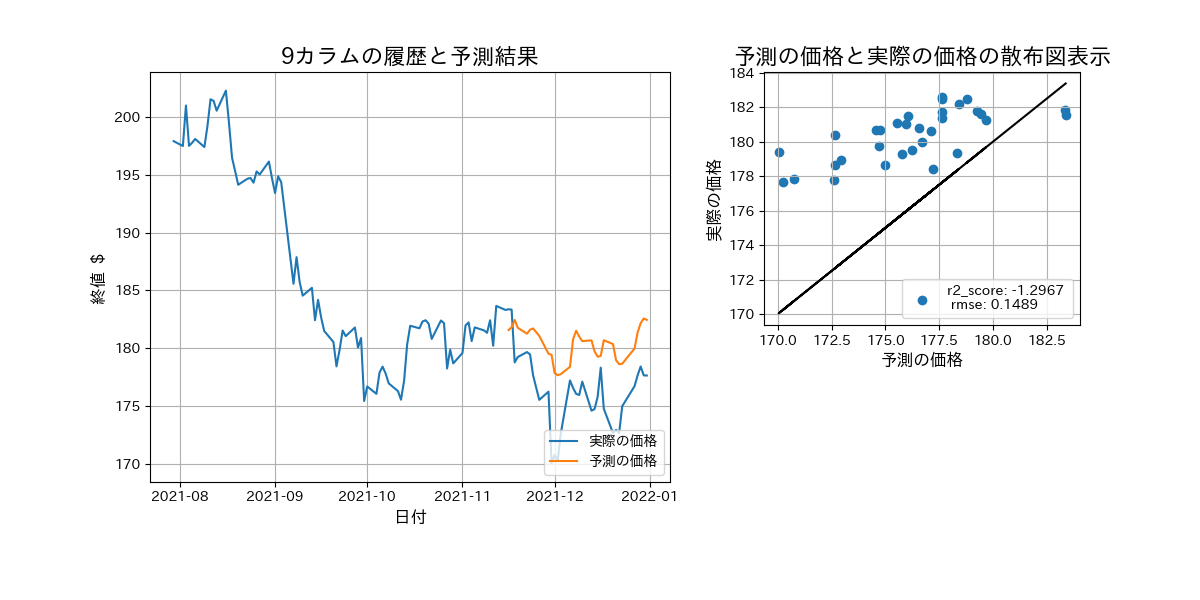 9カラムの履歴と予測結果
終値 $
200
195
190
185
180
175
170
2021-08
2021-09
2021-10
2021-11
2021-12
2022-01
日付
実際の価格
予測の価格
予測の価格と実際の価格の散布図表示
実際の価格
184
182
180
178
176
174
172
170
170.0
172.5
175.0
177.5
180.0
182.5
予測の価格
r2_score: -1.2967
rmse: 0.1489